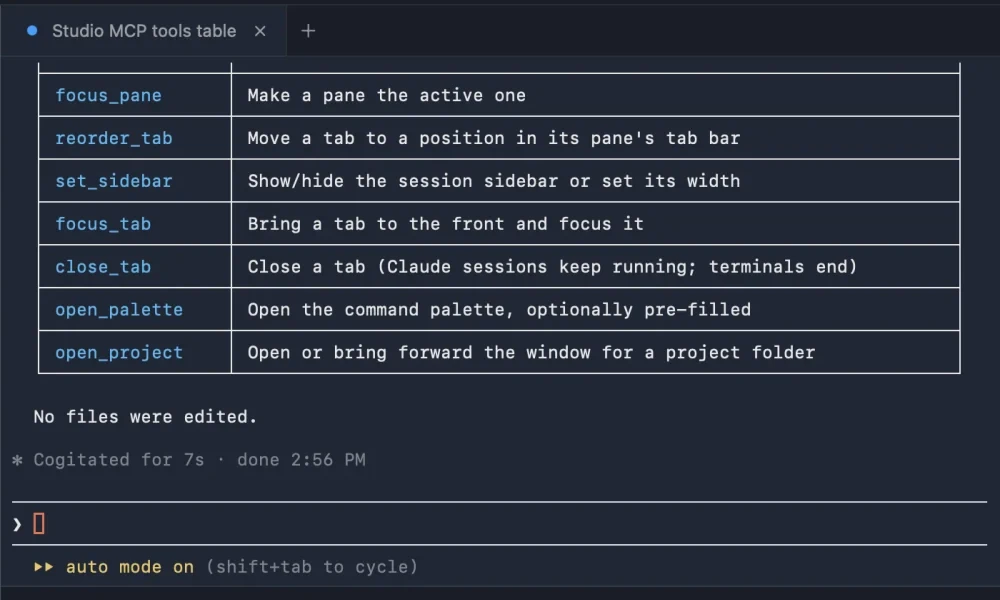 Studio MCP tools table × +
focus_pane Make a pane the active one
reorder_tab Move a tab to a position in its pane's tab bar
set_sidebar Show/hide the session sidebar or set its width
focus_tab Bring a tab to the front and focus it
close_tab Close a tab (Claude sessions keep running; terminals end)
open_palette Open the command palette, optionally pre-filled
open_project Open or bring forward the window for a project folder
No files were edited.
✻ Cogitated for 7s · done 2:56 PM
❯
⏵⏵ auto mode on (shift+tab to cycle)